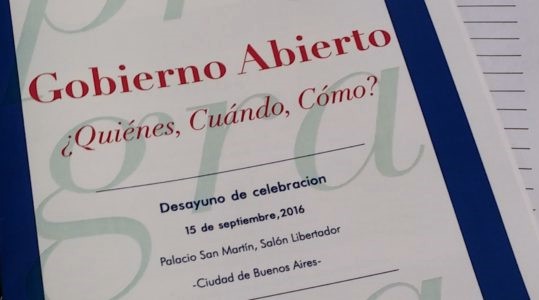 Gobierno Abierto
¿Quiénes, Cuándo, Cómo?
gra
Desayuno de celebracion
15 de septiembre,2016
Palacio San Martín, Salón Libertador
-Ciudad de Buenos Aires-